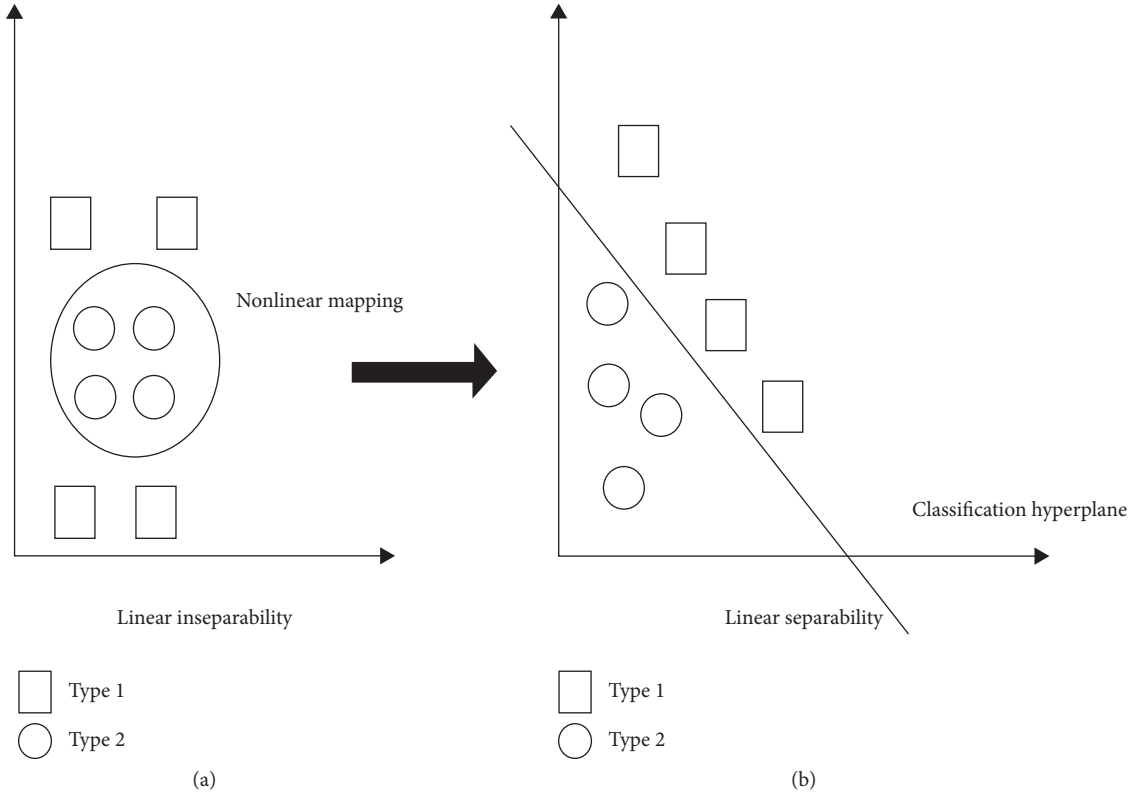 Nonlinear mapping
Classification hyperplane
Linear inseparability
Linear separability
Type 1
Type 2
(a)
Type 1
Type 2
(b)